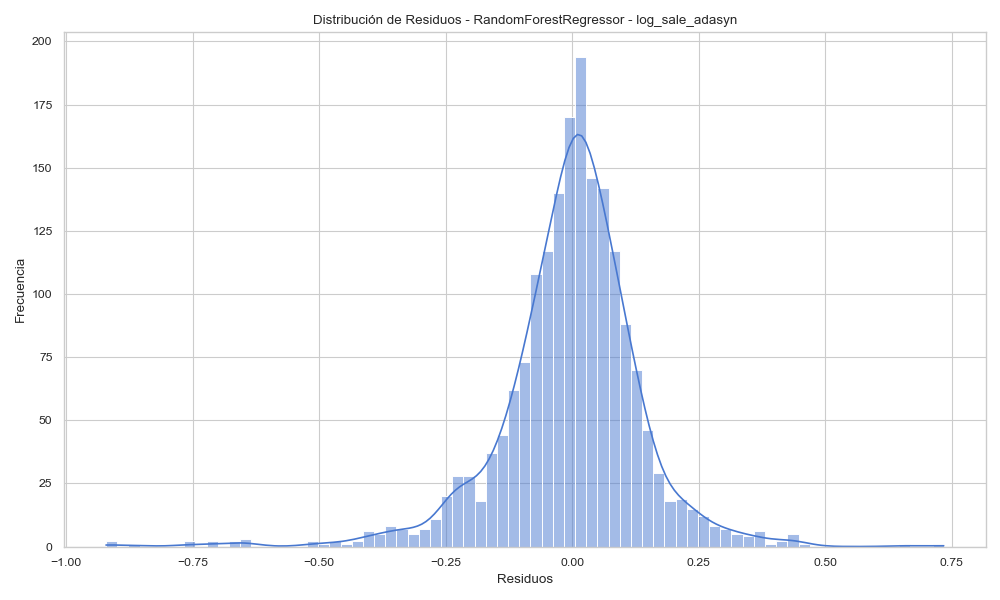 Distribución de Residuos - RandomForestRegressor - log_sale_adasyn
200
175
150
125
100
75
50
25
0
Frecuencia
−1.00 −0.75 −0.50 −0.25 0.00 0.25 0.50 0.75
Residuos